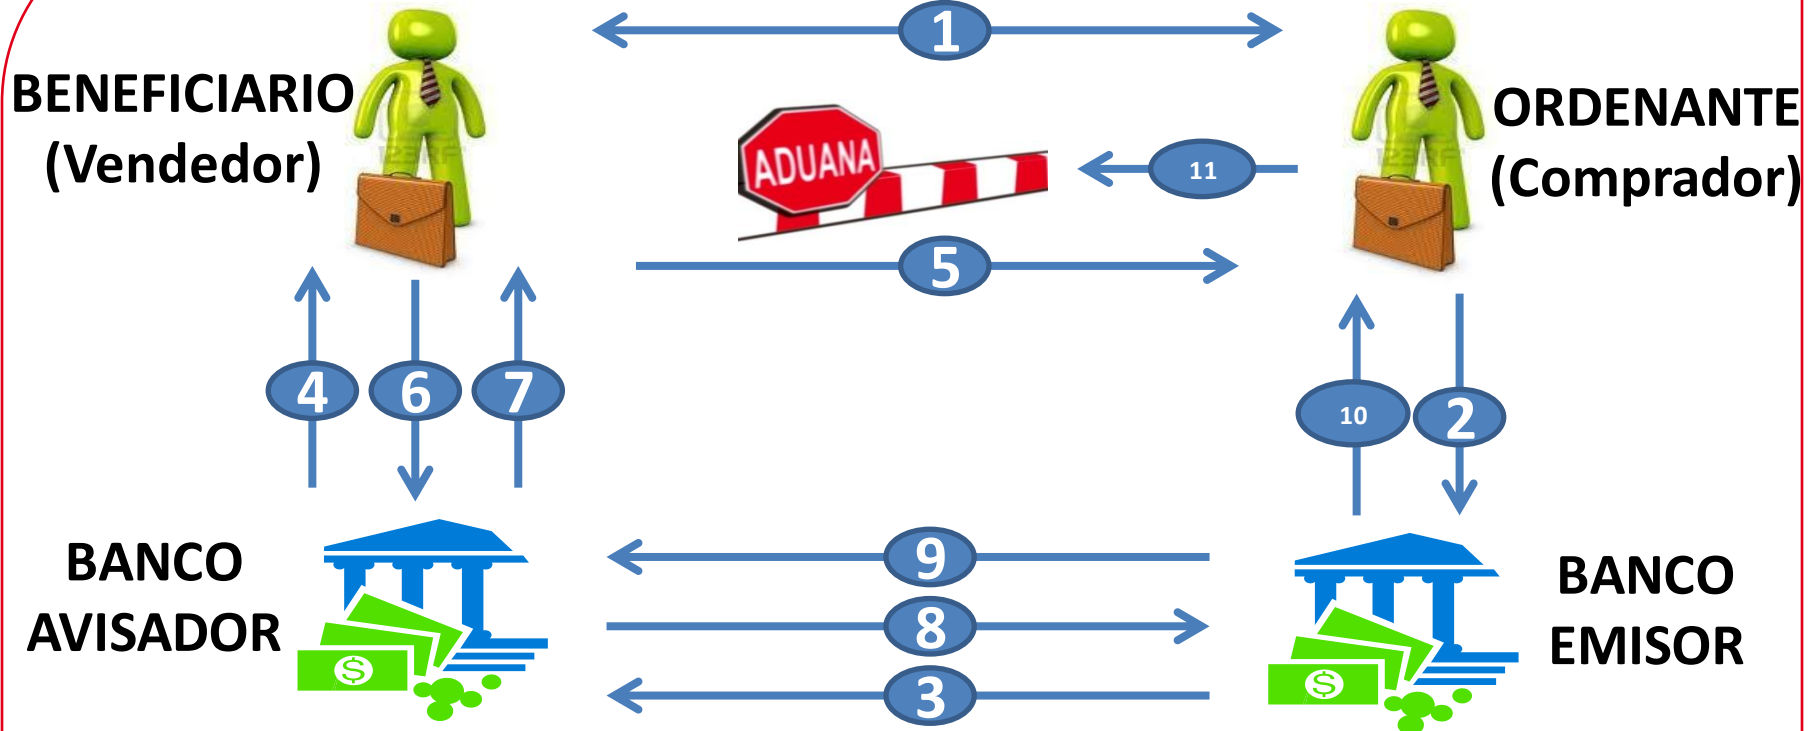 1
BENEFICIARIO
(Vendedor)
ORDENANTE
(Comprador)
ADUANA
11
5
4
6
7
10
2
BANCO
AVISADOR
9
8
3
BANCO
EMISOR
$
$